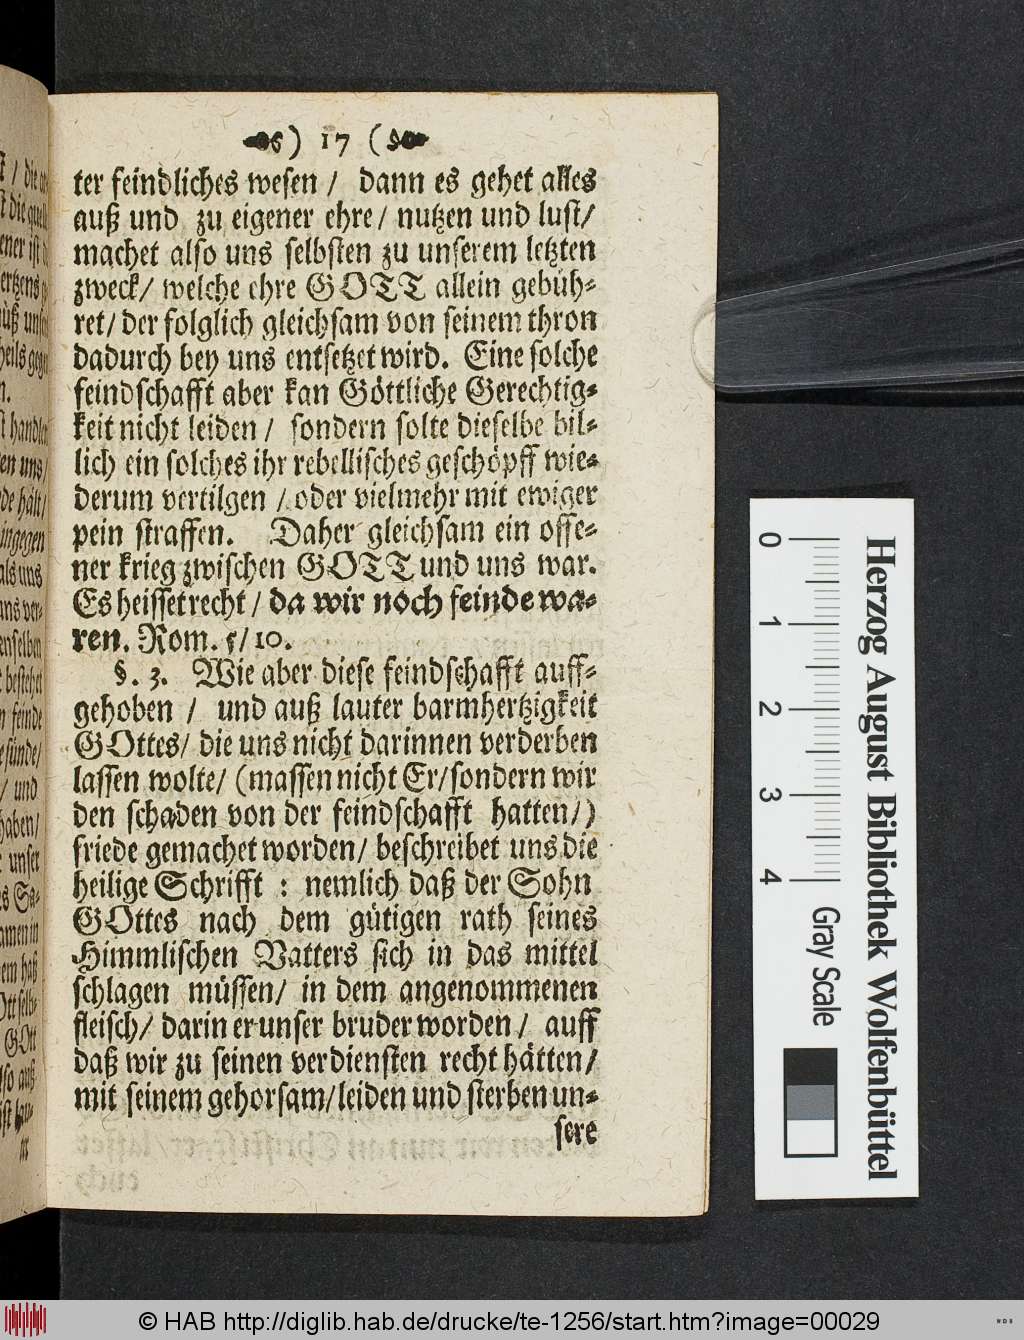 ) 17 (
ter feindliches wesen / dann es gehet alles
auß und zu eigener ehre / nutzen und lust /
machet also uns selbsten zu unserem letzten
zweck / welche ehre GOTT allein gebüh-
ret / der folglich gleichsam von seinem thron
dadurch bey uns entsetzet wird. Eine solche
feindschafft aber kan Göttliche Gerechtig-
keit nicht leiden / sondern solte dieselbe bil-
lich ein solches ihr rebellisches geschöpff wie-
derum vertilgen / oder vielmehr mit ewiger
pein straffen. Daher gleichsam ein offe-
ner krieg zwischen GOTT und uns war.
Es heisset recht / da wir noch feinde wa-
ren. Rom. 5 / 10.
§. 3. Wie aber diese feindschafft auff-
gehoben / und auß lauter barmhertzigkeit
GOttes / die uns nicht darinnen verderben
lassen wolte / (massen nicht Er / sondern wir
den schaden von der feindschafft hatten /)
friede gemachet worden / beschreibet uns die
heilige Schrifft : nemlich daß der Sohn
GOttes nach dem gütigen rath seines
Himmlischen Vatters sich in das mittel
schlagen müssen / in dem angenommenen
fleisch / darin er unser bruder worden / auff
daß wir zu seinen verdiensten recht hätten /
mit seinem gehorsam / leiden und sterben un-
sere
Herzog August Bibliothek Wolfenbüttel
0 1 2 3 4 Gray Scale
© HAB http://diglib.hab.de/drucke/te-1256/start.htm?image=00029